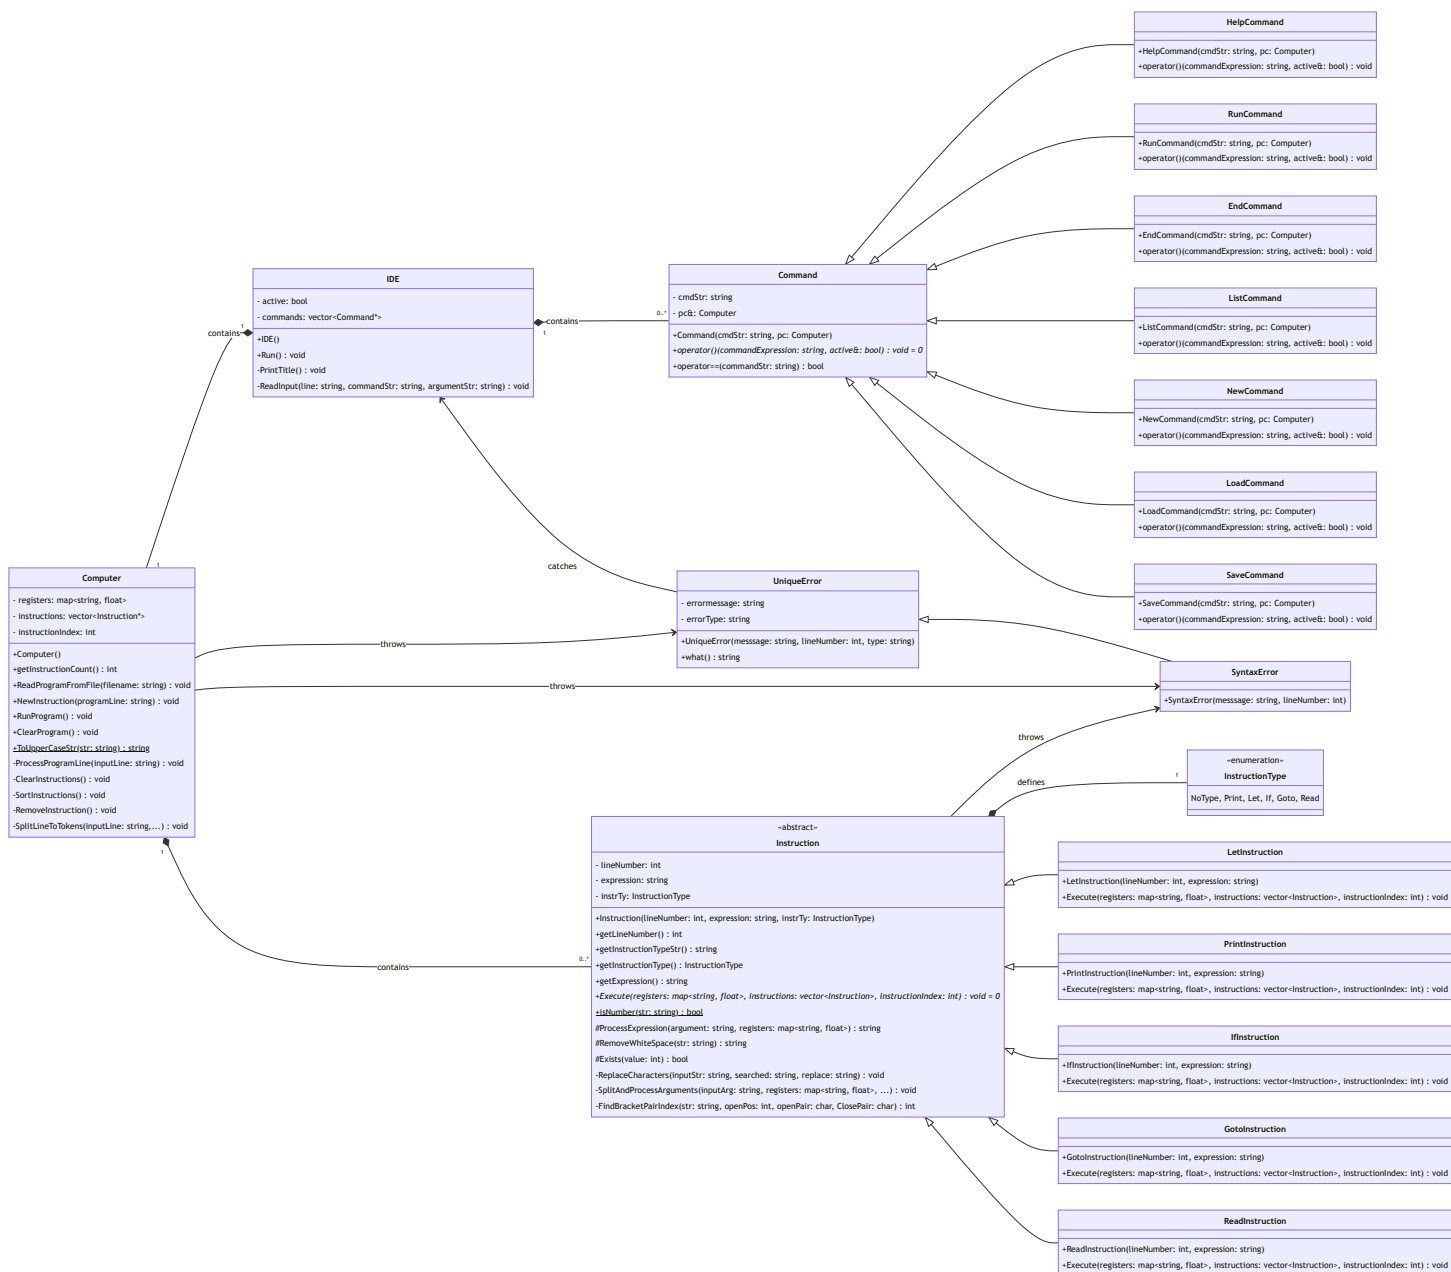 HelpCommand
+HelpCommand(cmdStr: string, pc: Computer)
+operator()(commandExpression: string, active&: bool) : void
RunCommand
+RunCommand(cmdStr: string, pc: Computer)
+operator()(commandExpression: string, active&: bool) : void
EndCommand
+EndCommand(cmdStr: string, pc: Computer)
+operator()(commandExpression: string, active&: bool) : void
IDE
- active: bool
- commands: vector<Command*>
+IDE()
+Run() : void
-PrintTitle() : void
-ReadInput(line: string, commandStr: string, argumentStr: string) : void
contains
1
1
contains
1
0..*
Command
- cmdStr: string
- pc&: Computer
+Command(cmdStr: string, pc: Computer)
+operator()(commandExpression: string, active&: bool) : void = 0
+operator==(commandStr: string) : bool
ListCommand
+ListCommand(cmdStr: string, pc: Computer)
+operator()(commandExpression: string, active&: bool) : void
NewCommand
+NewCommand(cmdStr: string, pc: Computer)
+operator()(commandExpression: string, active&: bool) : void
LoadCommand
+LoadCommand(cmdStr: string, pc: Computer)
+operator()(commandExpression: string, active&: bool) : void
SaveCommand
+SaveCommand(cmdStr: string, pc: Computer)
+operator()(commandExpression: string, active&: bool) : void
catches
Computer
- registers: map<string, float>
- instructions: vector<Instruction*>
- instructionIndex: int
+Computer()
+getInstructionCount() : int
+ReadProgramFromFile(filename: string) : void
+NewInstruction(programLine: string) : void
+RunProgram() : void
+ClearProgram() : void
+ToUpperCaseStr(str: string) : string
-ProcessProgramLine(inputLine: string) : void
-ClearInstructions() : void
-SortInstructions() : void
-RemoveInstruction() : void
-SplitLineToTokens(inputLine: string,...) : void
UniqueError
- errormessage: string
- errorType: string
+UniqueError(messsage: string, lineNumber: int, type: string)
+what() : string
throws
throws
SyntaxError
+SyntaxError(messsage: string, lineNumber: int)
throws
defines
1
«enumeration»
InstructionType
NoType, Print, Let, If, Goto, Read
1
contains
0..*
«abstract»
Instruction
- lineNumber: int
- expression: string
- instrTy: InstructionType
+Instruction(lineNumber: int, expression: string, instrTy: InstructionType)
+getLineNumber() : int
+getInstructionTypeStr() : string
+getInstructionType() : InstructionType
+getExpression() : string
+Execute(registers: map<string, float>, instructions: vector<Instruction>, instructionIndex: int) : void = 0
+isNumber(str: string) : bool
#ProcessExpression(argument: string, registers: map<string, float>) : string
#RemoveWhiteSpace(str: string) : string
#Exists(value: int) : bool
-ReplaceCharacters(inputStr: string, searched: string, replace: string) : void
-SplitAndProcessArguments(inputArg: string, registers: map<string, float>, ...) : void
-FindBracketPairIndex(str: string, openPos: int, openPair: char, ClosePair: char) : int
LetInstruction
+LetInstruction(lineNumber: int, expression: string)
+Execute(registers: map<string, float>, instructions: vector<Instruction>, instructionIndex: int) : void
PrintInstruction
+PrintInstruction(lineNumber: int, expression: string)
+Execute(registers: map<string, float>, instructions: vector<Instruction>, instructionIndex: int) : void
IfInstruction
+IfInstruction(lineNumber: int, expression: string)
+Execute(registers: map<string, float>, instructions: vector<Instruction>, instructionIndex: int) : void
GotoInstruction
+GotoInstruction(lineNumber: int, expression: string)
+Execute(registers: map<string, float>, instructions: vector<Instruction>, instructionIndex: int) : void
ReadInstruction
+ReadInstruction(lineNumber: int, expression: string)
+Execute(registers: map<string, float>, instructions: vector<Instruction>, instructionIndex: int) : void